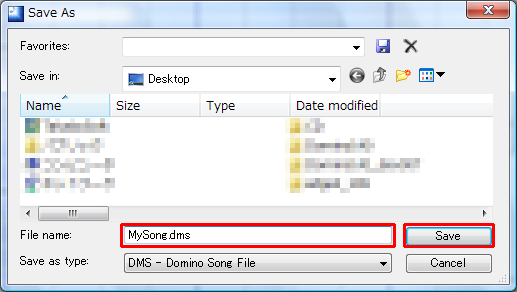 Save As
Favorites:
Save in: Desktop
Name Size Type Date modified
File name: MySong.dms Save
Save as type: DMS - Domino Song File Cancel